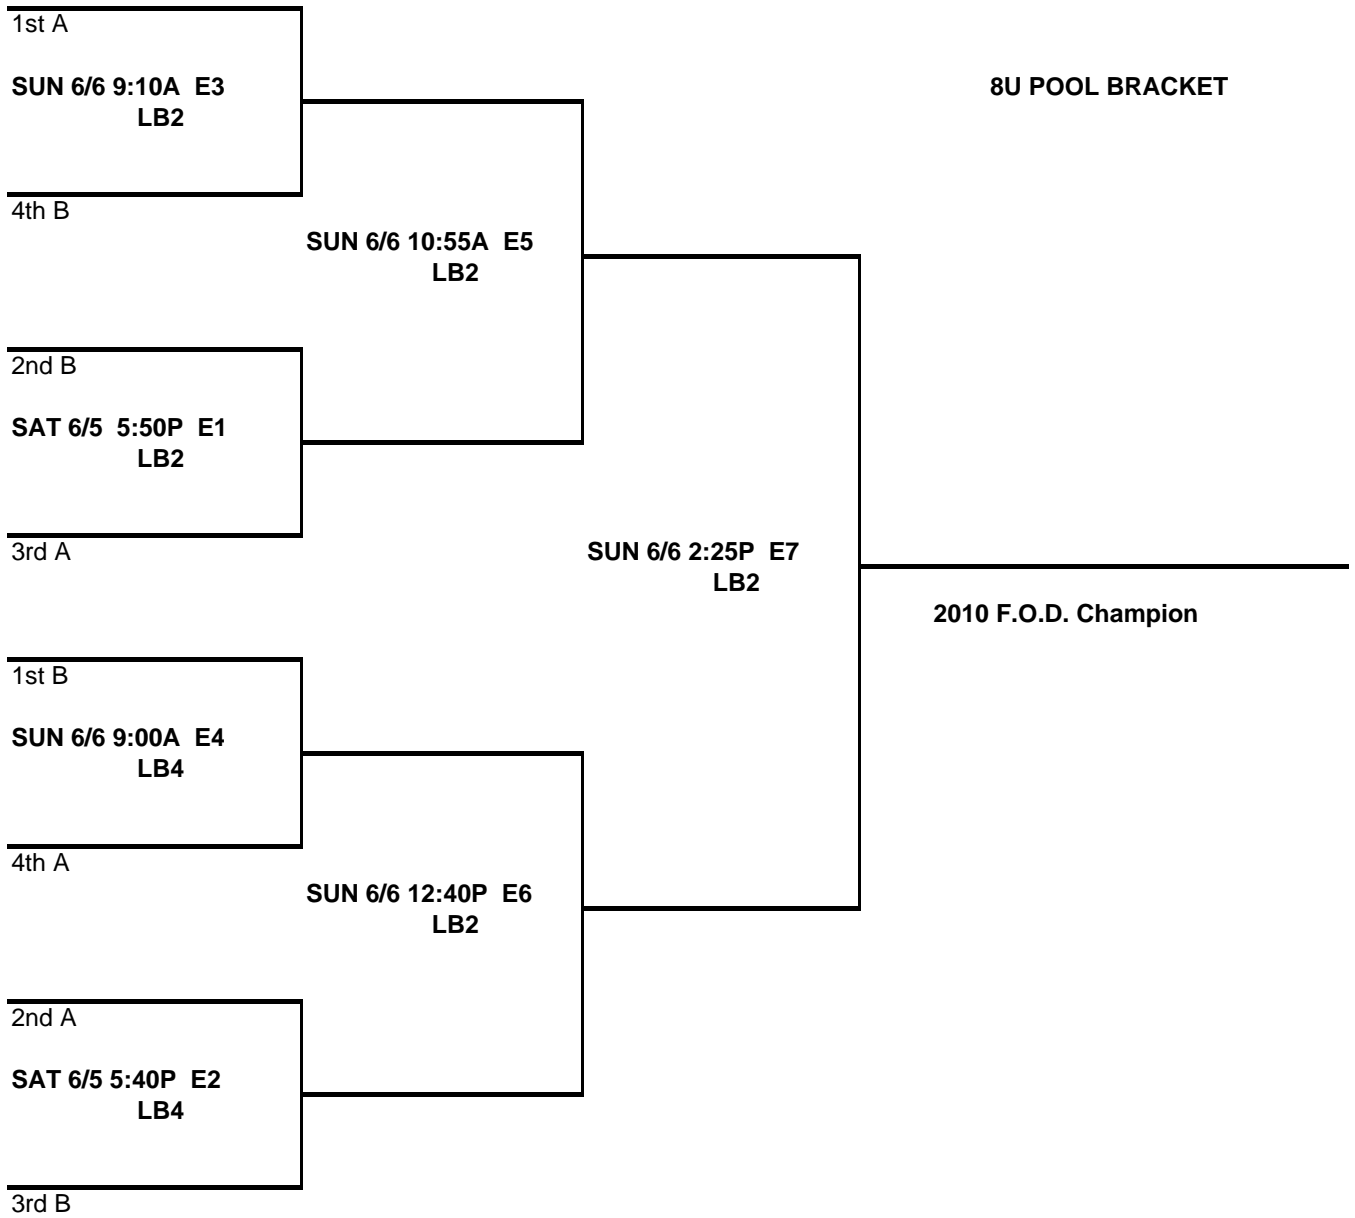 1st A
SUN 6/6 9:10A  E3
LB2
8U POOL BRACKET
4th B
SUN 6/6 10:55A  E5
LB2
2nd B
SAT 6/5  5:50P  E1
LB2
3rd A
SUN 6/6 2:25P  E7
LB2
2010 F.O.D. Champion
1st B
SUN 6/6 9:00A  E4
LB4
4th A
SUN 6/6 12:40P  E6
LB2
2nd A
SAT 6/5 5:40P  E2
LB4
3rd B